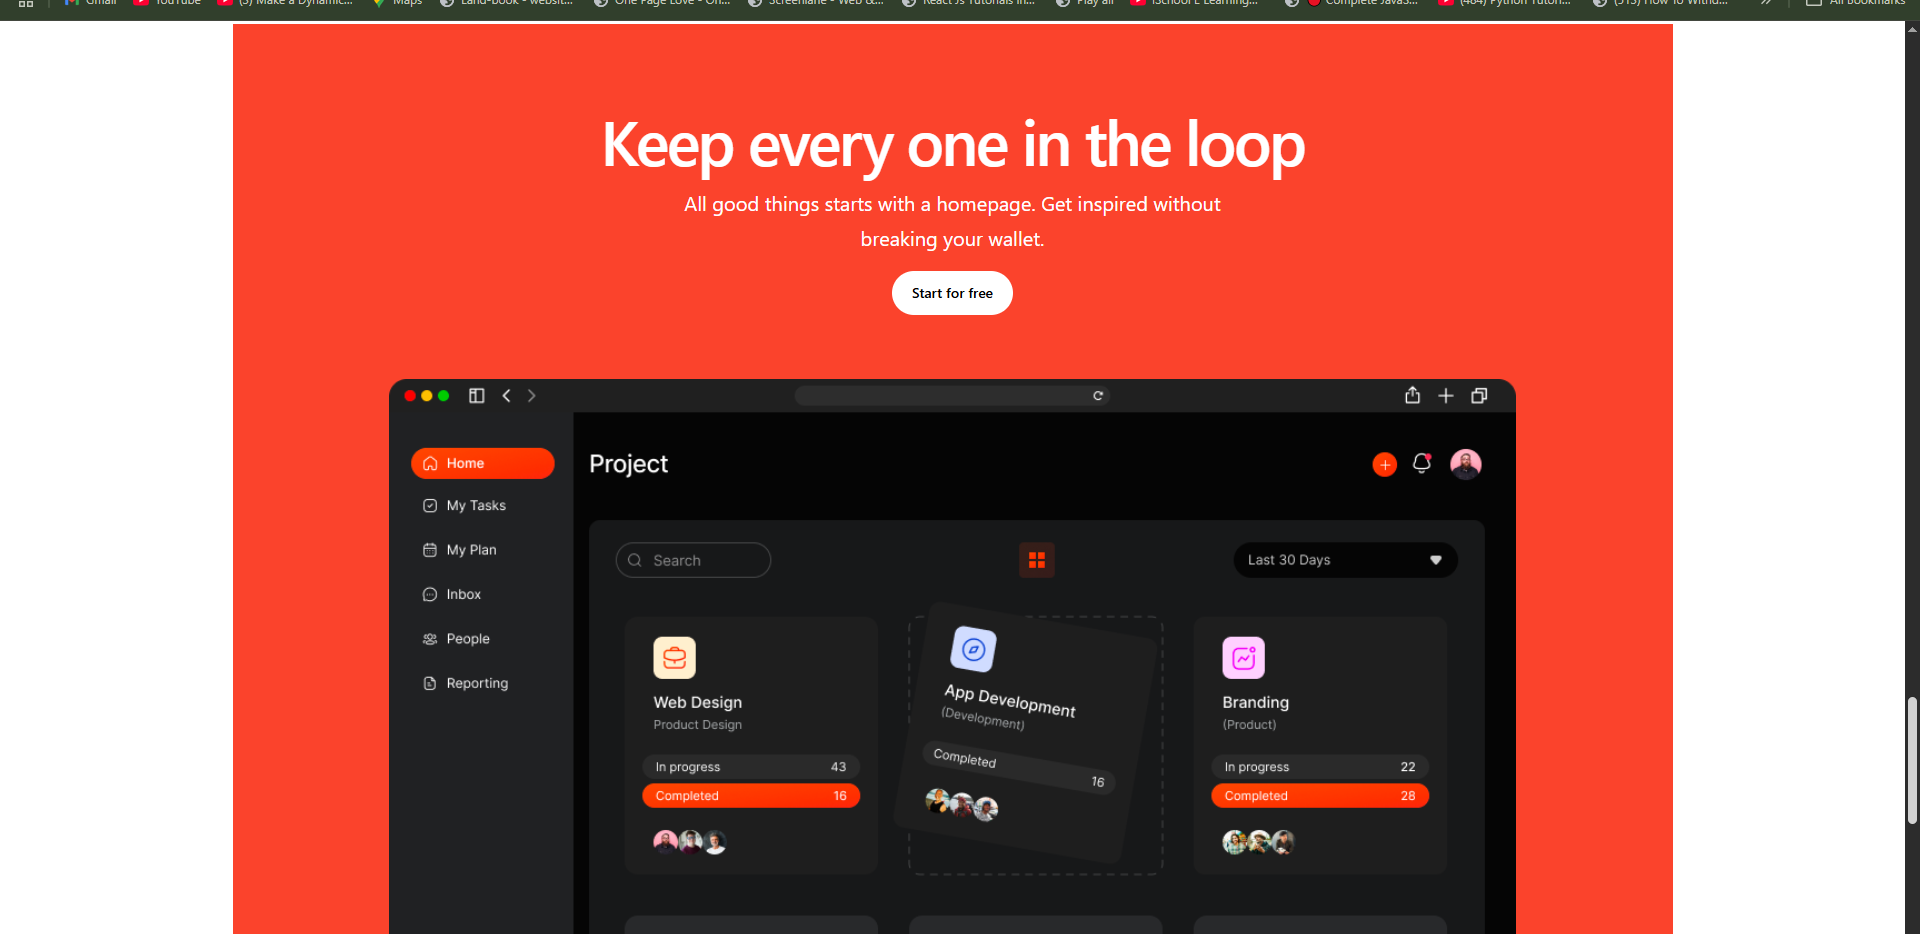 Gmail
YouTube
(3) Make a Dynamic...
Maps
Land-book - websit...
One Page Love - On...
Screenlane - Web &...
React Js Tutorials in...
Play all
Complete JavaS...
(484) Python Tutori...
(513) How To Withd...
All Bookmarks
Keep every one in the loop
All good things starts with a homepage. Get inspired without
breaking your wallet.
Start for free
Home
My Tasks
My Plan
Inbox
People
Reporting
Project
Search
Last 30 Days
Web Design
Product Design
In progress 43
Completed 16
App Development
(Development)
Completed 16
Branding
(Product)
In progress 22
Completed 28